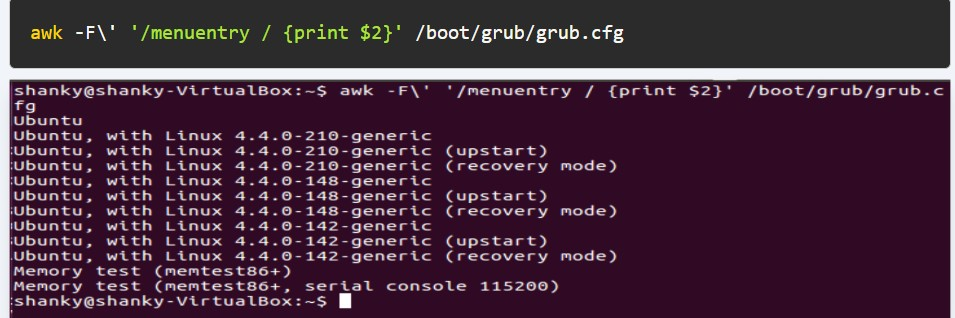 awk -F\' '/menuentry / {print $2}' /boot/grub/grub.cfg
shanky@shanky-VirtualBox:~$ awk -F\' '/menuentry / {print $2}' /boot/grub/grub.c
fg
Ubuntu
Ubuntu, with Linux 4.4.0-210-generic
Ubuntu, with Linux 4.4.0-210-generic (upstart)
Ubuntu, with Linux 4.4.0-210-generic (recovery mode)
Ubuntu, with Linux 4.4.0-148-generic
Ubuntu, with Linux 4.4.0-148-generic (upstart)
Ubuntu, with Linux 4.4.0-148-generic (recovery mode)
Ubuntu, with Linux 4.4.0-142-generic
Ubuntu, with Linux 4.4.0-142-generic (upstart)
Ubuntu, with Linux 4.4.0-142-generic (recovery mode)
Memory test (memtest86+)
Memory test (memtest86+, serial console 115200)
shanky@shanky-VirtualBox:~$